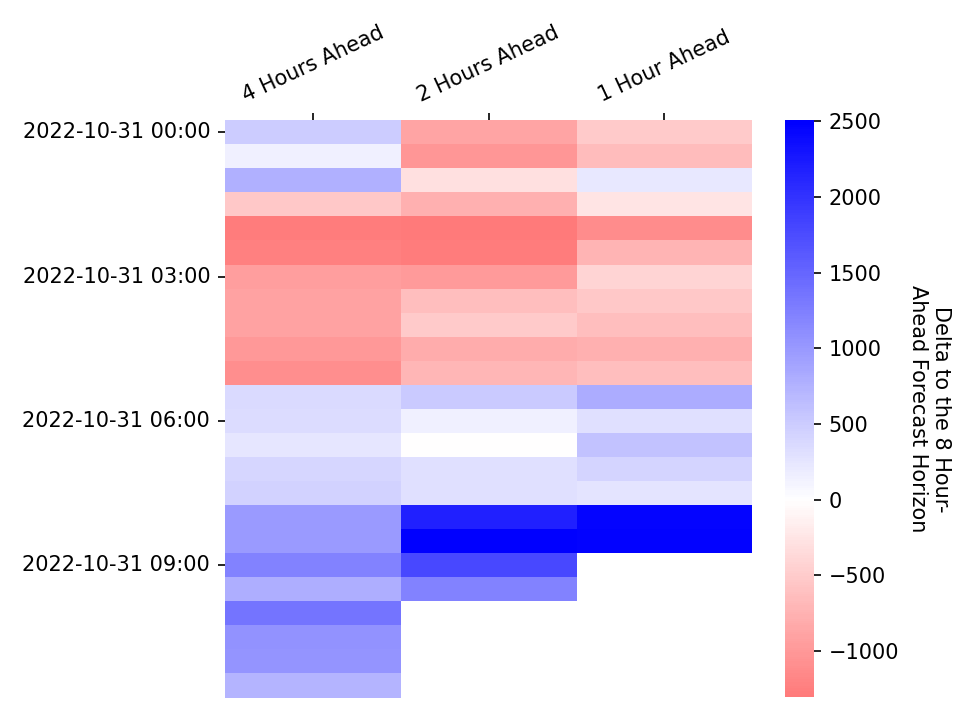 4 Hours Ahead
2 Hours Ahead
1 Hour Ahead
2022-10-31 00:00
2022-10-31 03:00
2022-10-31 06:00
2022-10-31 09:00
2500
2000
1500
1000
500
0
−500
−1000
Delta to the 8 Hour-
Ahead Forecast Horizon